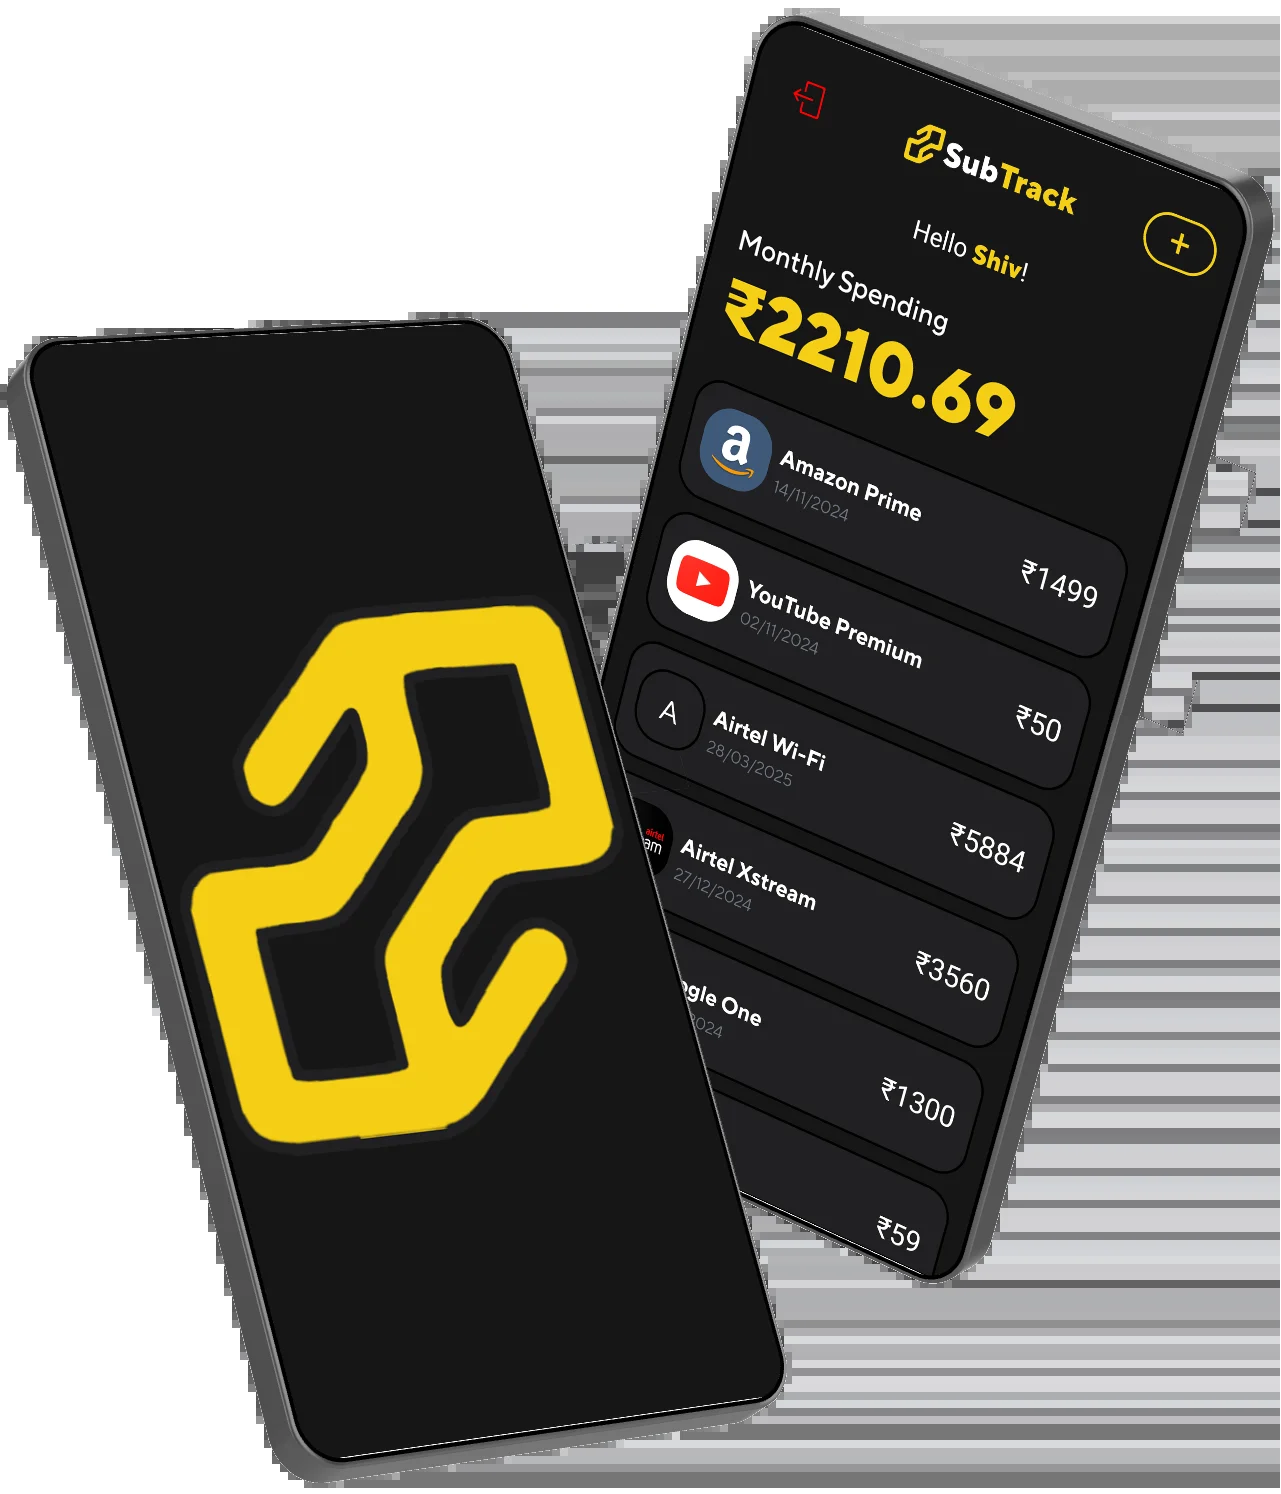 SubTrack
+
Hello Shiv!
Monthly Spending
₹2210.69
a
Amazon Prime
14/11/2024
₹1499
YouTube Premium
02/11/2024
₹50
A
Airtel Wi-Fi
28/03/2025
₹5884
airtel
am
Airtel Xstream
27/12/2024
₹3560
ogle One
2024
₹1300
₹59